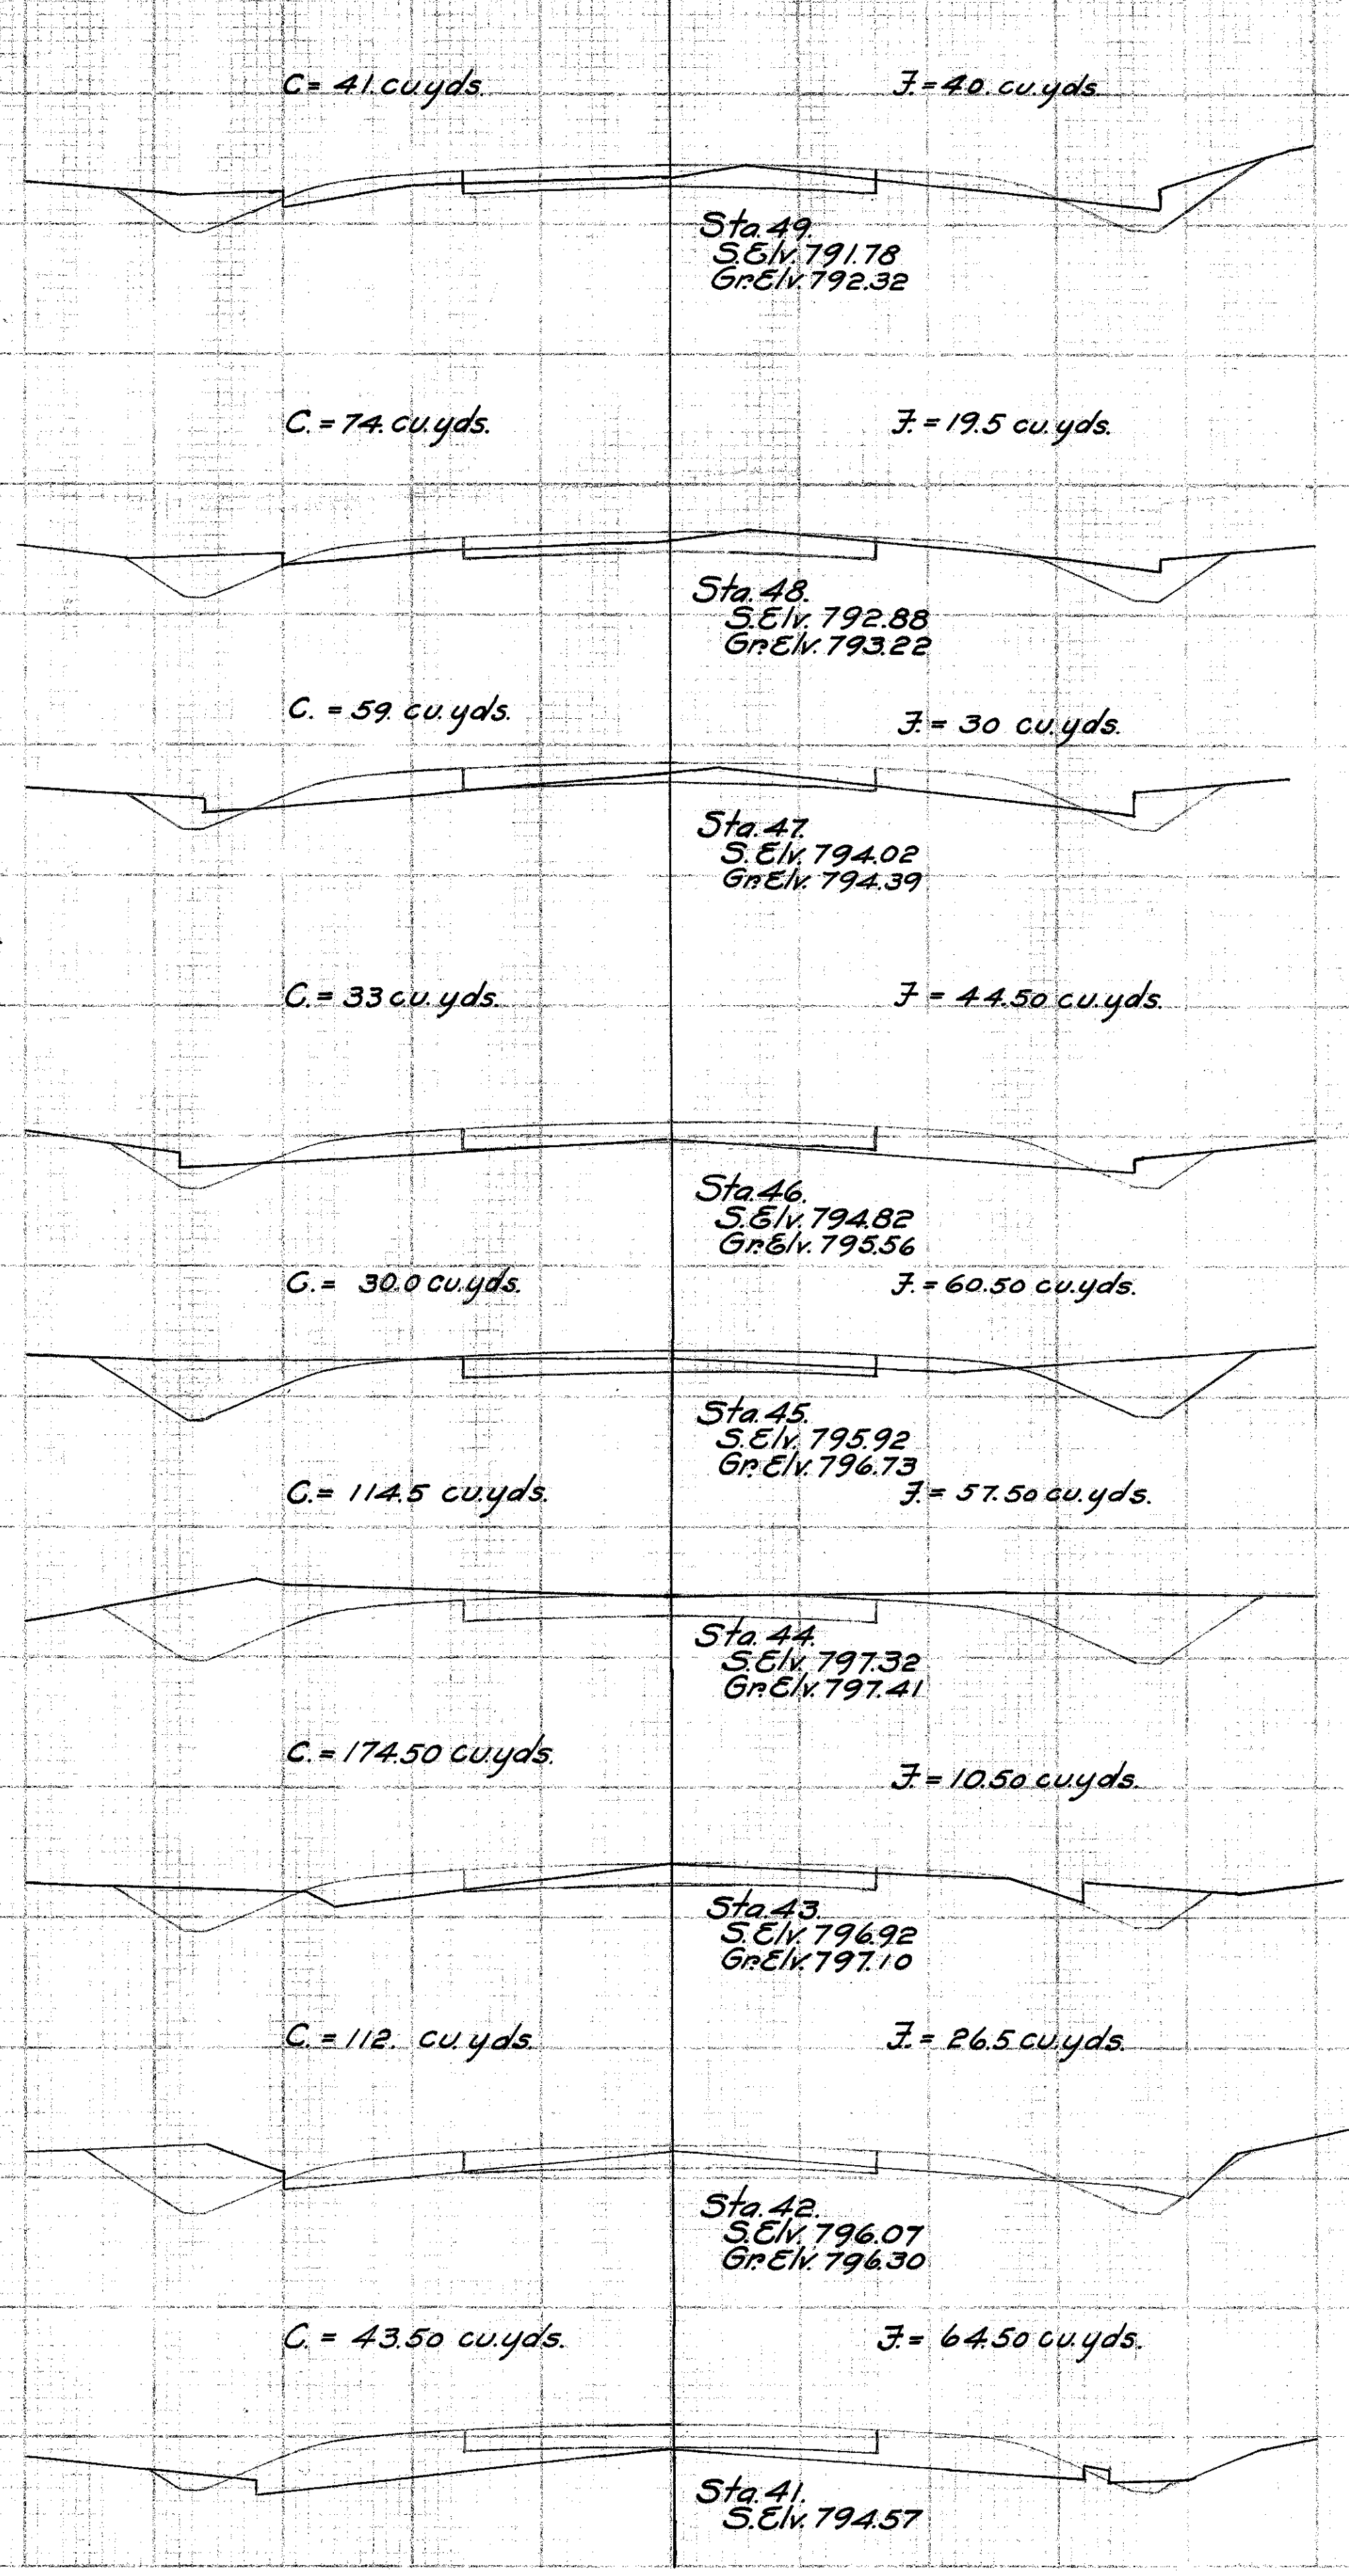 C = 41. cu.yds.
F. = 40. cu.yds.
Sta. 49.
S.Elv. 791.78
Gr.Elv. 792.32
C. = 74. cu.yds.
F. = 19.5 cu.yds.
Sta. 48.
S.Elv. 792.88
Gr.Elv. 793.22
C. = 59. cu.yds.
F. = 30 cu.yds.
Sta. 47.
S.Elv. 794.02
Gr.Elv. 794.39
C. = 33 cu.yds.
F = 44.50 cu.yds.
Sta. 46.
S.Elv. 794.82
Gr.Elv. 795.56
C. = 30.0 cu.yds.
F. = 60.50 cu.yds.
Sta. 45.
S.Elv. 795.92
Gr.Elv. 796.73
C. = 114.5 cu.yds.
F. = 57.50 cu.yds.
Sta. 44.
S.Elv. 797.32
Gr.Elv. 797.41
C. = 174.50 cu.yds.
F. = 10.50 cu.yds.
Sta. 43.
S.Elv. 796.92
Gr.Elv. 797.10
C. = 112. cu.yds.
F. = 26.5 cu.yds.
Sta. 42.
S.Elv. 796.07
Gr.Elv. 796.30
C. = 43.50 cu.yds.
F. = 64.50 cu.yds.
Sta. 41.
S.Elv. 794.57